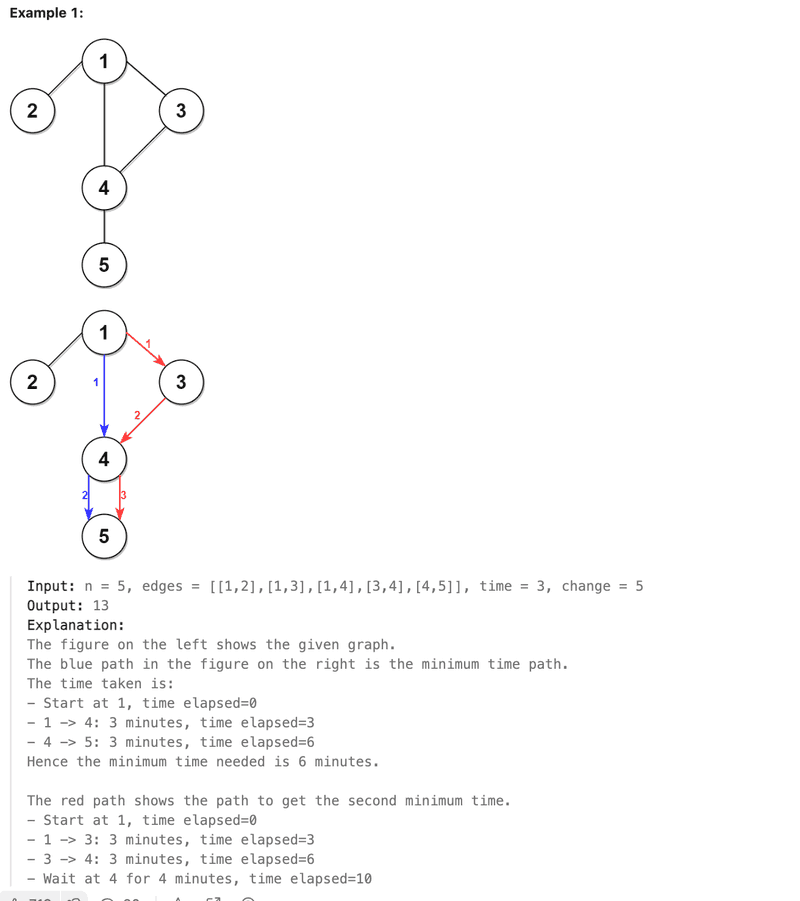 Example 1:
1
2
3
4
5
1
1
2
3
1
2
4
2
3
5
Input: n = 5, edges = [[1,2],[1,3],[1,4],[3,4],[4,5]], time = 3, change = 5
Output: 13
Explanation:
The figure on the left shows the given graph.
The blue path in the figure on the right is the minimum time path.
The time taken is:
- Start at 1, time elapsed=0
- 1 -> 4: 3 minutes, time elapsed=3
- 4 -> 5: 3 minutes, time elapsed=6
Hence the minimum time needed is 6 minutes.
The red path shows the path to get the second minimum time.
- Start at 1, time elapsed=0
- 1 -> 3: 3 minutes, time elapsed=3
- 3 -> 4: 3 minutes, time elapsed=6
- Wait at 4 for 4 minutes, time elapsed=10